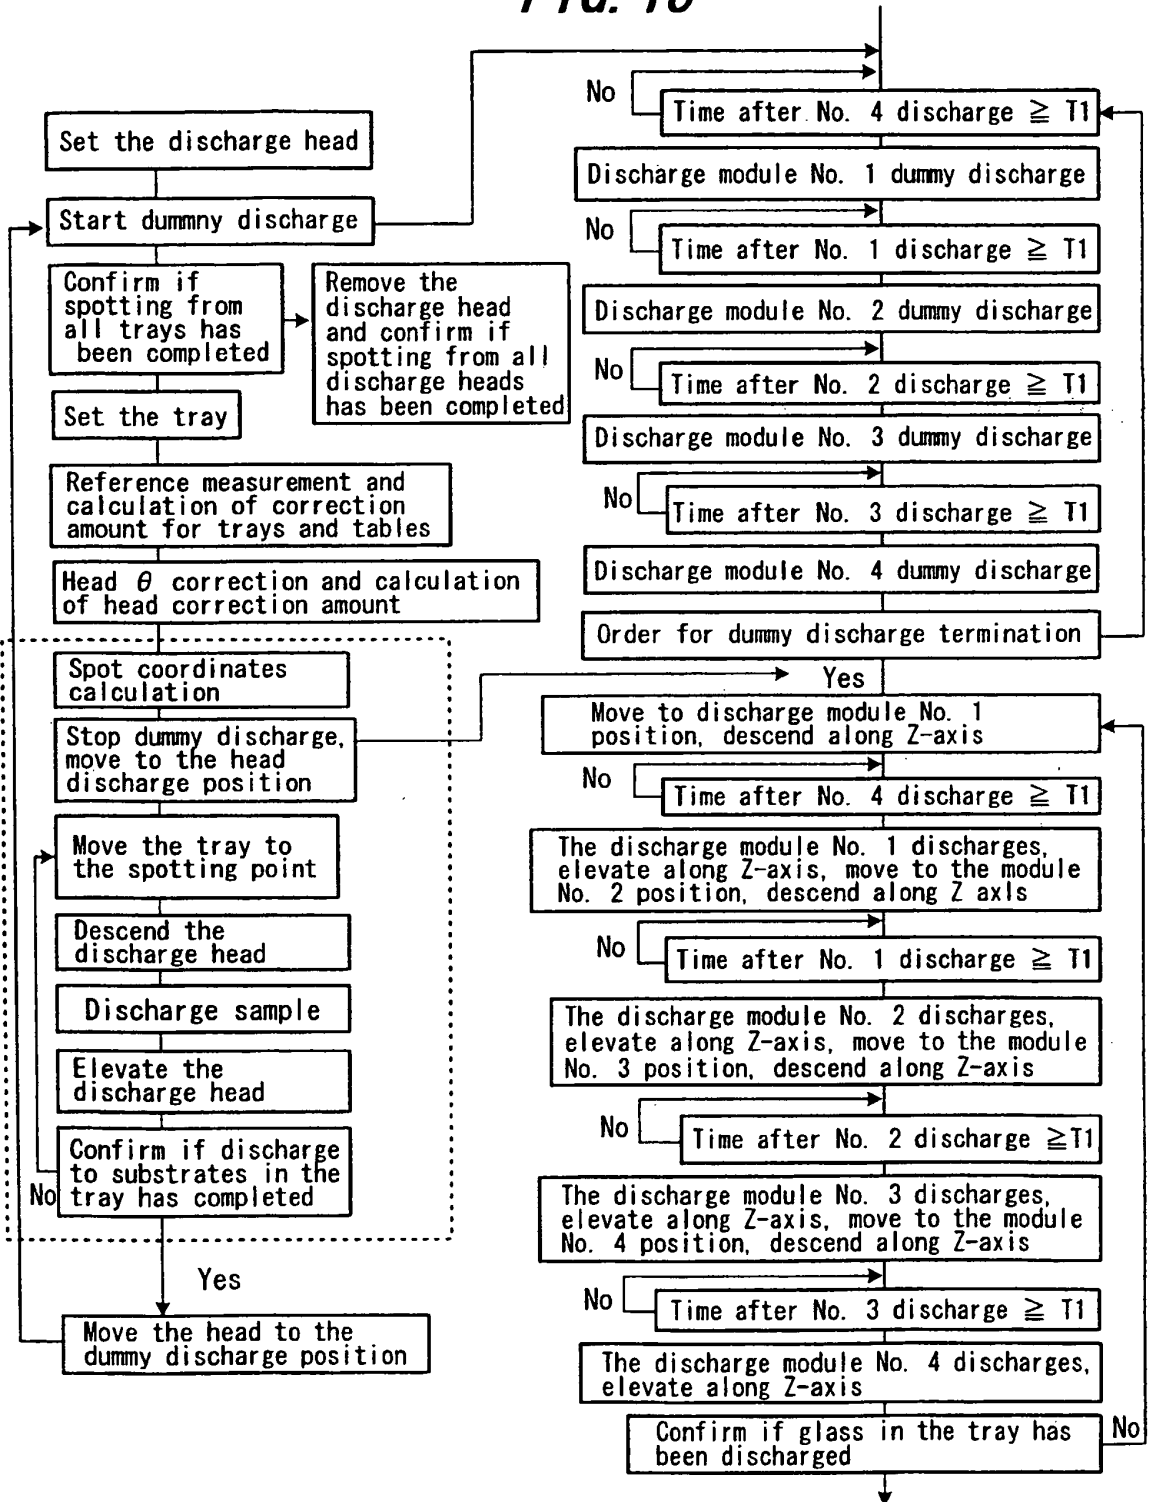 Set the discharge head
Start dummny discharge
Confirm if
spotting from
all trays has
been completed
Remove the
discharge head
and confirm if
spotting from all
discharge heads
has been completed
Set the tray
Reference measurement and
calculation of correction
amount for trays and tables
Head θ correction and calculation
of head correction amount
Spot coordinates
calculation
Stop dummy discharge,
move to the head
discharge position
Move the tray to
the spotting point
Descend the
discharge head
Discharge sample
Elevate the
discharge head
Confirm if discharge
to substrates in the
tray has completed
No
Yes
Move the head to the
dummy discharge position
No
Time after No. 4 discharge ≧ T1
Discharge module No. 1 dummy discharge
No
Time after No. 1 discharge ≧ T1
Discharge module No. 2 dummy discharge
No
Time after No. 2 discharge ≧ T1
Discharge module No. 3 dummy discharge
No
Time after No. 3 discharge ≧ T1
Discharge module No. 4 dummy discharge
Order for dummy discharge termination
Yes
Move to discharge module No. 1
position, descend along Z-axis
No
Time after No. 4 discharge ≧ T1
The discharge module No. 1 discharges,
elevate along Z-axis, move to the module
No. 2 position, descend along Z axis
No
Time after No. 1 discharge ≧ T1
The discharge module No. 2 discharges,
elevate along Z-axis, move to the module
No. 3 position, descend along Z-axis
No
Time after No. 2 discharge ≧T1
The discharge module No. 3 discharges,
elevate along Z-axis, move to the module
No. 4 position, descend along Z-axis
No
Time after No. 3 discharge ≧ T1
The discharge module No. 4 discharges,
elevate along Z-axis
Confirm if glass in the tray has
been discharged
No